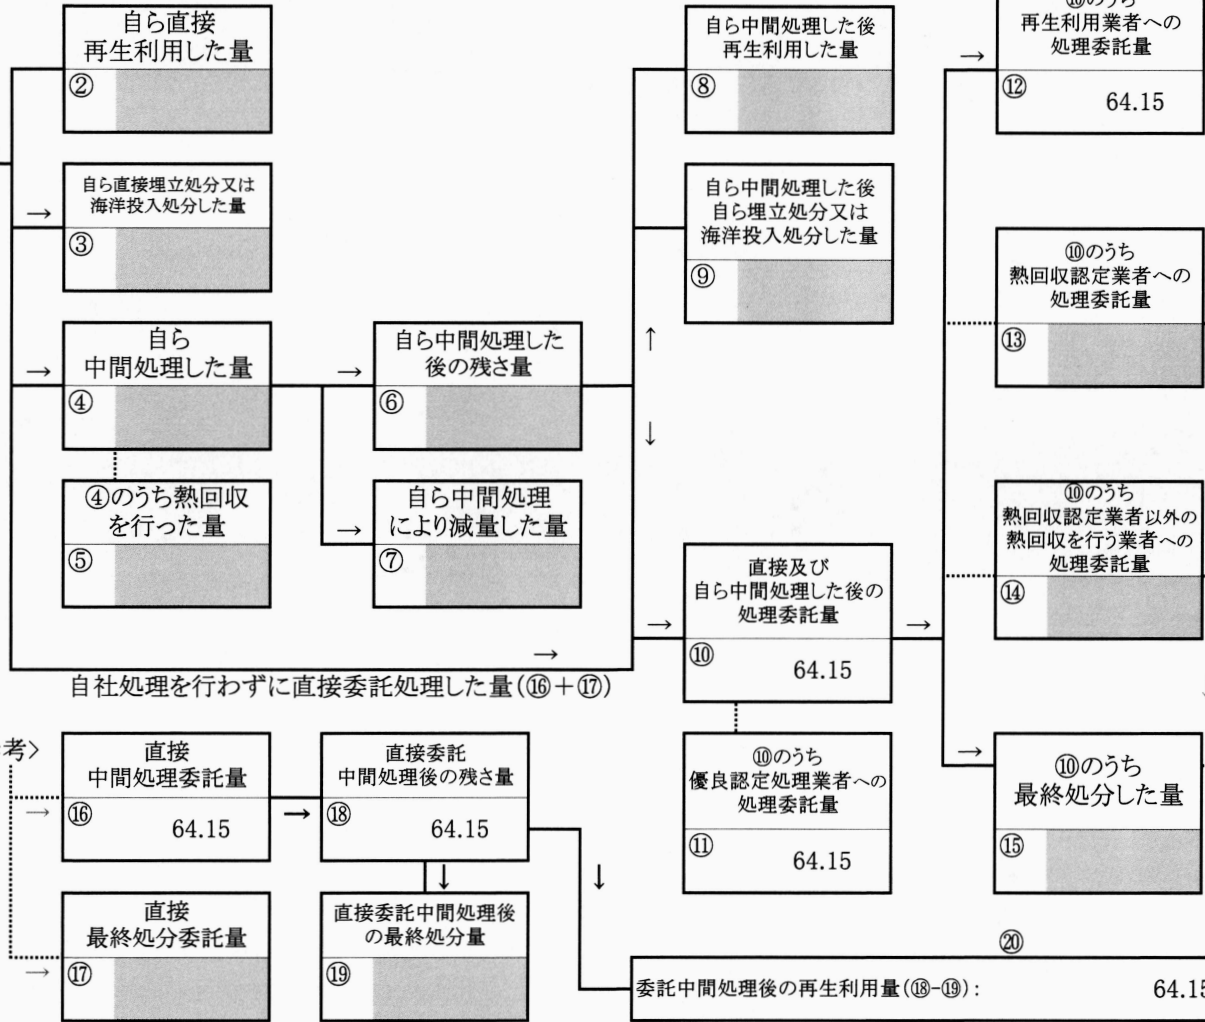 自ら直接
再生利用した量
②
自ら中間処理した後
再生利用した量
⑧
⑩のうち
再生利用業者への
処理委託量
→
⑫
64.15
自ら直接埋立処分又は
海洋投入処分した量
→
③
自ら中間処理した後
自ら埋立処分又は
海洋投入処分した量
⑨
⑩のうち
熱回収認定業者への
処理委託量
⑬
自ら
中間処理した量
→
④
→
自ら中間処理した
後の残さ量
⑥
↑
↓
④のうち熱回収
を行った量
⑤
→
自ら中間処理
により減量した量
⑦
⑩のうち
熱回収認定業者以外の
熱回収を行う業者への
処理委託量
⑭
直接及び
自ら中間処理した後の
処理委託量
→
⑩
64.15
→
→
自社処理を行わずに直接委託処理した量(⑯+⑰)
考>
直接
中間処理委託量
→
⑯
64.15
→
直接委託
中間処理後の残さ量
⑱
64.15
↓
↓
⑩のうち
優良認定処理業者への
処理委託量
⑪
64.15
→
⑩のうち
最終処分した量
⑮
直接
最終処分委託量
→
⑰
直接委託中間処理後
の最終処分量
⑲
⑳
委託中間処理後の再生利用量(⑱-⑲):
64.15